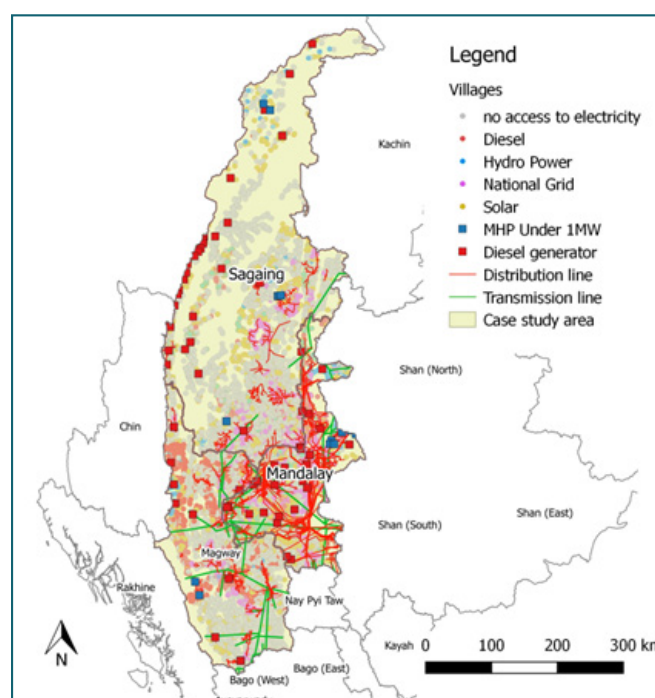 Legend
Villages
no access to electricity
Diesel
Hydro Power
National Grid
Solar
MHP Under 1MW
Diesel generator
Distribution line
Transmission line
Case study area
Kachin
Sagaing
Shan (North)
Chin
Mandalay
Shan (South)
Shan (East)
Magway
Rakhine
Nay Pyi Taw
Kayah
Bago (East)
Bago (West)
N
0 100 200 300 km